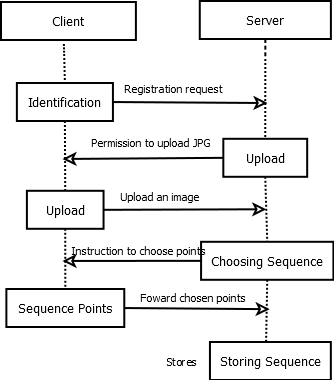 Client
Server
Registration request
Identification
Permission to upload JPG
Upload
Upload an image
Upload
Instruction to choose points
Choosing Sequence
Foward chosen points
Sequence Points
Stores
Storing Sequence